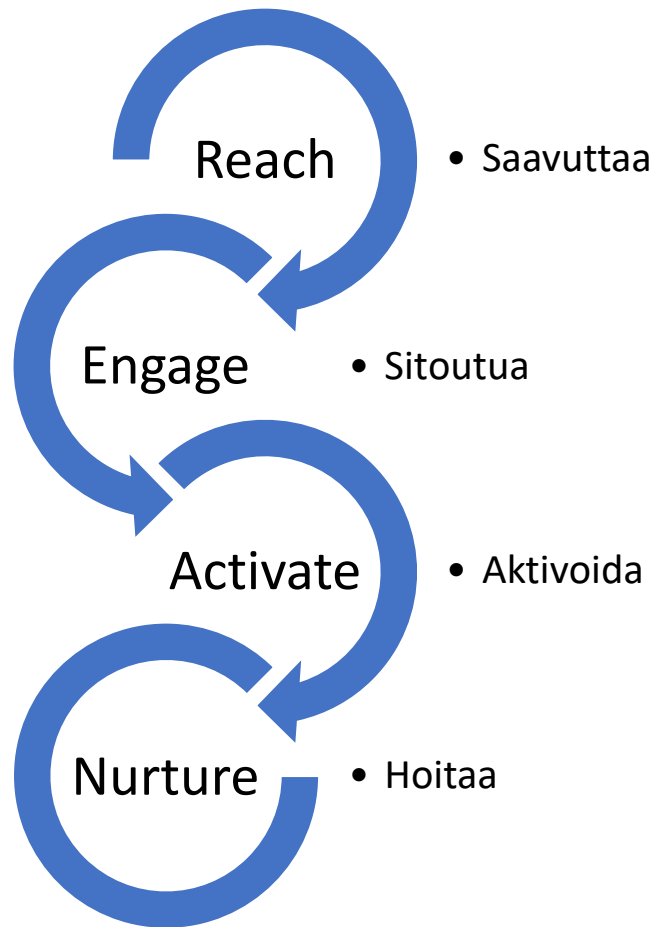 Reach
• Saavuttaa
Engage
• Sitoutua
Activate
• Aktivoida
Nurture
• Hoitaa